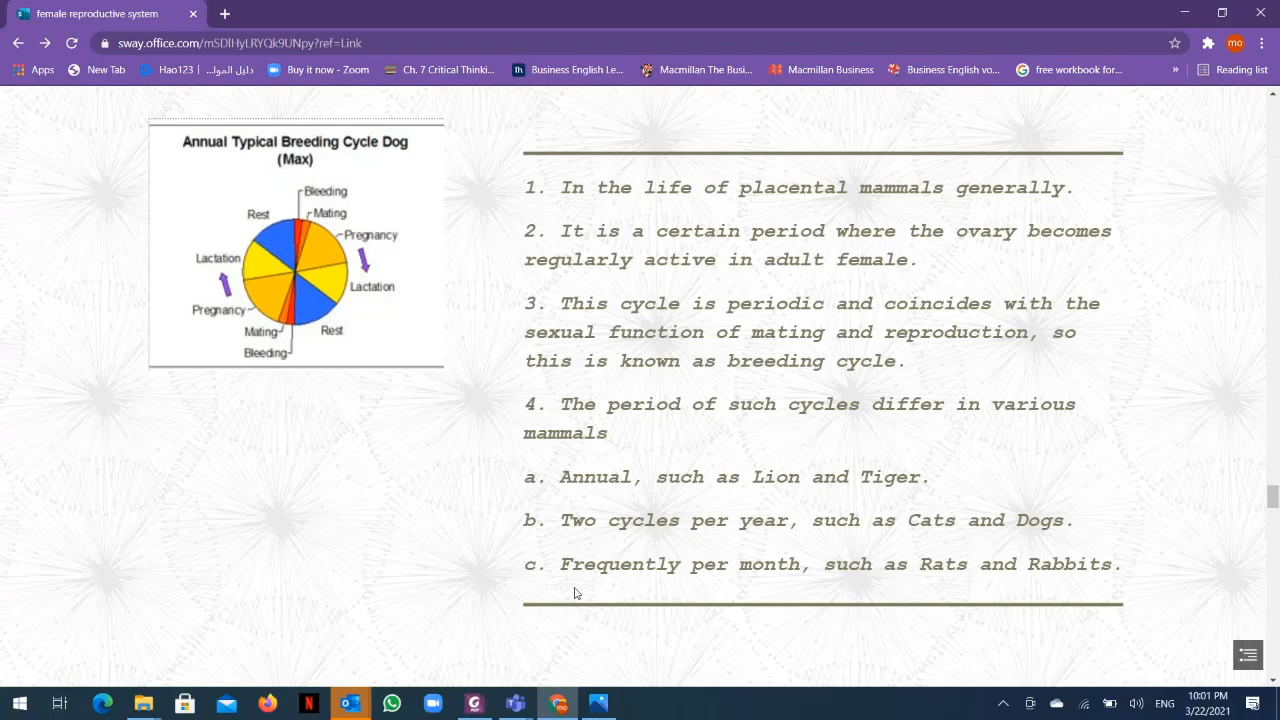 female reproductive system
sway.office.com/mSDlHyLRYQk9UNpy?ref=Link
mo
Apps
New Tab
Hao123 | دليل الموا...
Buy it now - Zoom
Ch. 7 Critical Thinki...
Business English Le...
Macmillan The Busi...
Macmillan Business
Business English vo...
free workbook for...
Reading list
Annual Typical Breeding Cycle Dog
(Max)
Bleeding
Mating
Rest
Pregnancy
Lactation
Lactation
Pregnancy
Rest
Mating
Bleeding
1. In the life of placental mammals generally.
2. It is a certain period where the ovary becomes
regularly active in adult female.
3. This cycle is periodic and coincides with the
sexual function of mating and reproduction, so
this is known as breeding cycle.
4. The period of such cycles differ in various
mammals
a. Annual, such as Lion and Tiger.
b. Two cycles per year, such as Cats and Dogs.
c. Frequently per month, such as Rats and Rabbits.
ENG
10:01 PM
3/22/2021